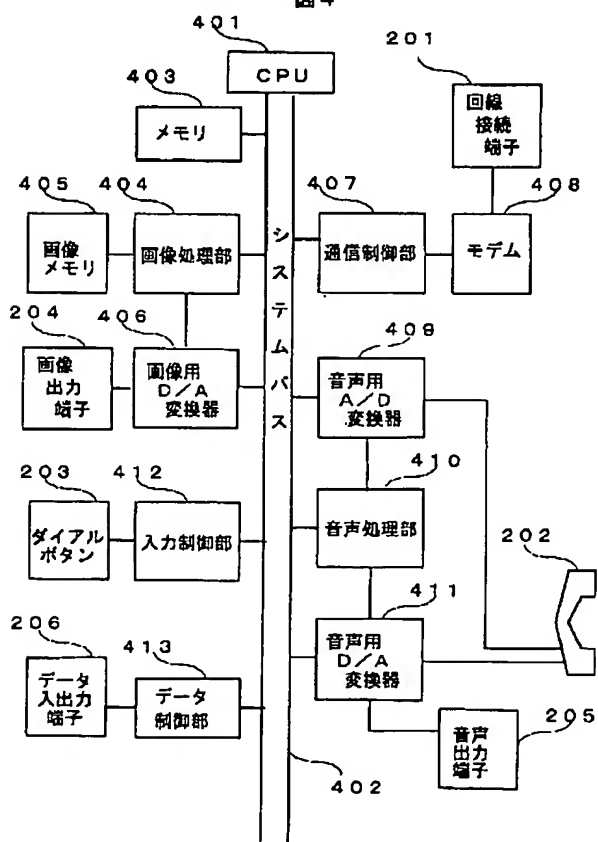 図4
401
CPU
403
メモリ
201
回線
接続
端子
405
画像
メモリ
404
画像処理部
407
通信制御部
408
モデム
システムバス
204
画像
出力
端子
406
画像用
D/A
変換器
409
音声用
A/D
変換器
203
ダイアル
ボタン
412
入力制御部
410
音声処理部
202
206
データ
入出力
端子
413
データ
制御部
411
音声用
D/A
変換器
205
音声
出力
端子
402